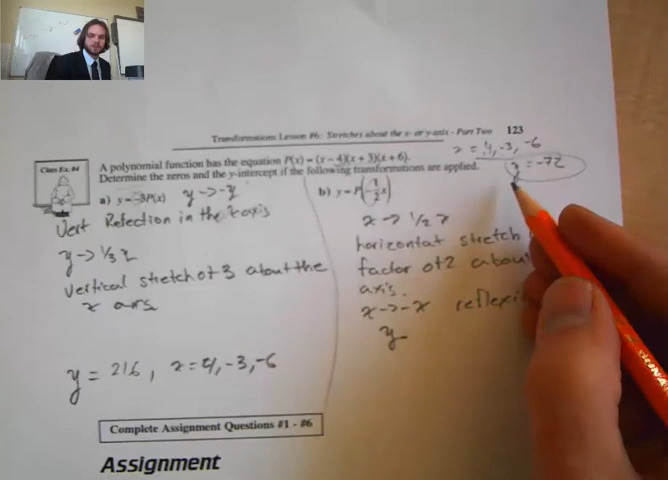 Transformations Lesson #6: Stretches about the x- or y-axis - Part Two 123
x = 4, -3, -6
y = -72
Class Ex. #4
A polynomial function has the equation P(x) = (x - 4)(x + 3)(x + 6).
Determine the zeros and the y-intercept if the following transformations are applied.
a) y = -3P(x) y -> -y
Vert Refection in the x axis
y -> 1/3 y
vertical stretch of 3 about the
x axis
y = 216, x = 4, -3, -6
b) y = P(-1/2 x)
x -> 1/2 x
horizontal stretch
factor of 2 abou
axis.
x -> -x reflexi
y
Complete Assignment Questions #1 - #6
Assignment